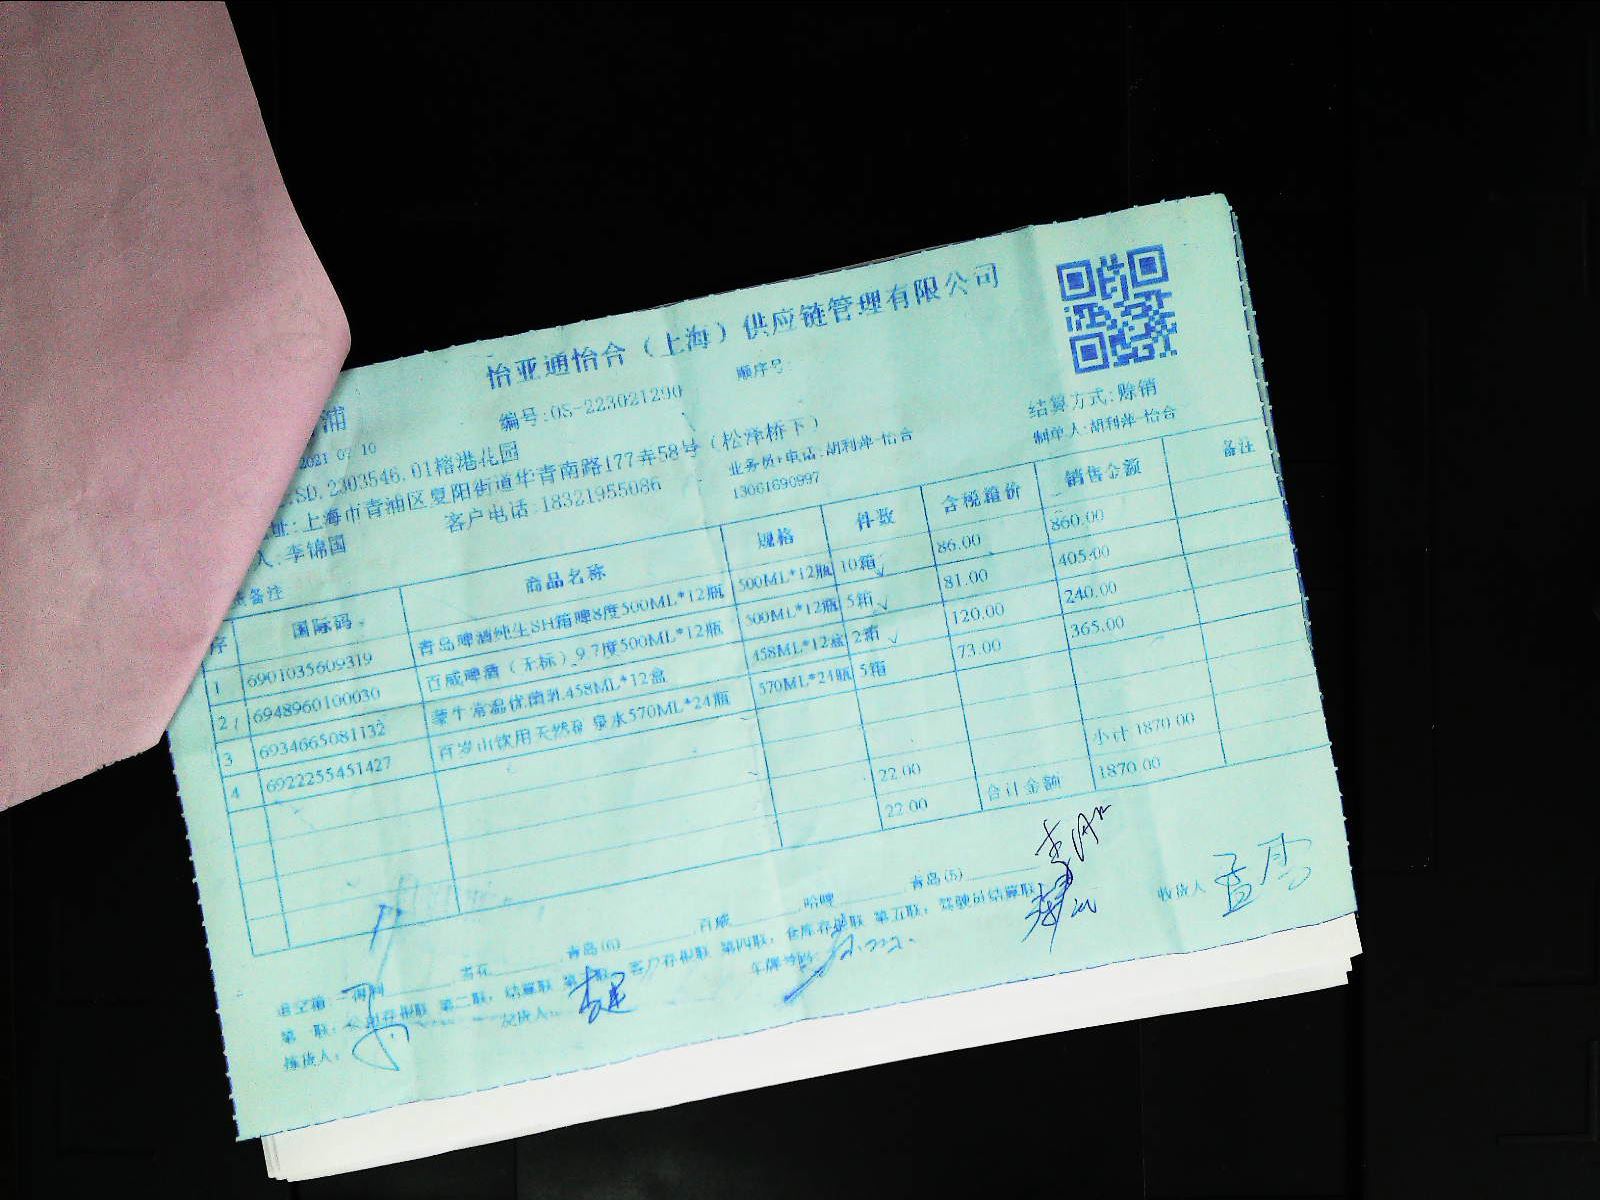 怡亚通怡合（上海）供应链管理有限公司
浦 编号:OS-223021290 顺序号:
2021 07 10 结算方式:赊销
SD.2303546.01榕港花园 业务员+电话:胡利萍-怡合 制单人:胡利萍-怡合
址:上海市青浦区夏阳街道华青南路177弄58号（松泽桥下） 13061690997
人:李锦国 客户电话:18321955086
备注
序 国际码 商品名称 规格 件数 含税箱价 销售金额 备注
1 6901035609319 青岛啤酒纯生SH箱啤8度500ML*12瓶 500ML*12瓶 10箱 86.00 860.00
2 6948960100030 百威啤酒（无标）9.7度500ML*12瓶 500ML*12瓶 5箱 81.00 405.00
3 6934665081132 蒙牛常温优菌乳458ML*12盒 458ML*12盒 2箱 120.00 240.00
4 6922255451427 百岁山饮用天然矿泉水570ML*24瓶 570ML*24瓶 5箱 73.00 365.00
22.00 小计 1870.00
22.00 合计金额 1870.00
青岛(6) 百威 哈啤 青岛(5)
第二联: 结算联 客户存根联 第四联: 仓库存根联 第五联: 驾驶员结算联
拣货人: 发货人: 车牌号码: 收货人 孟杰